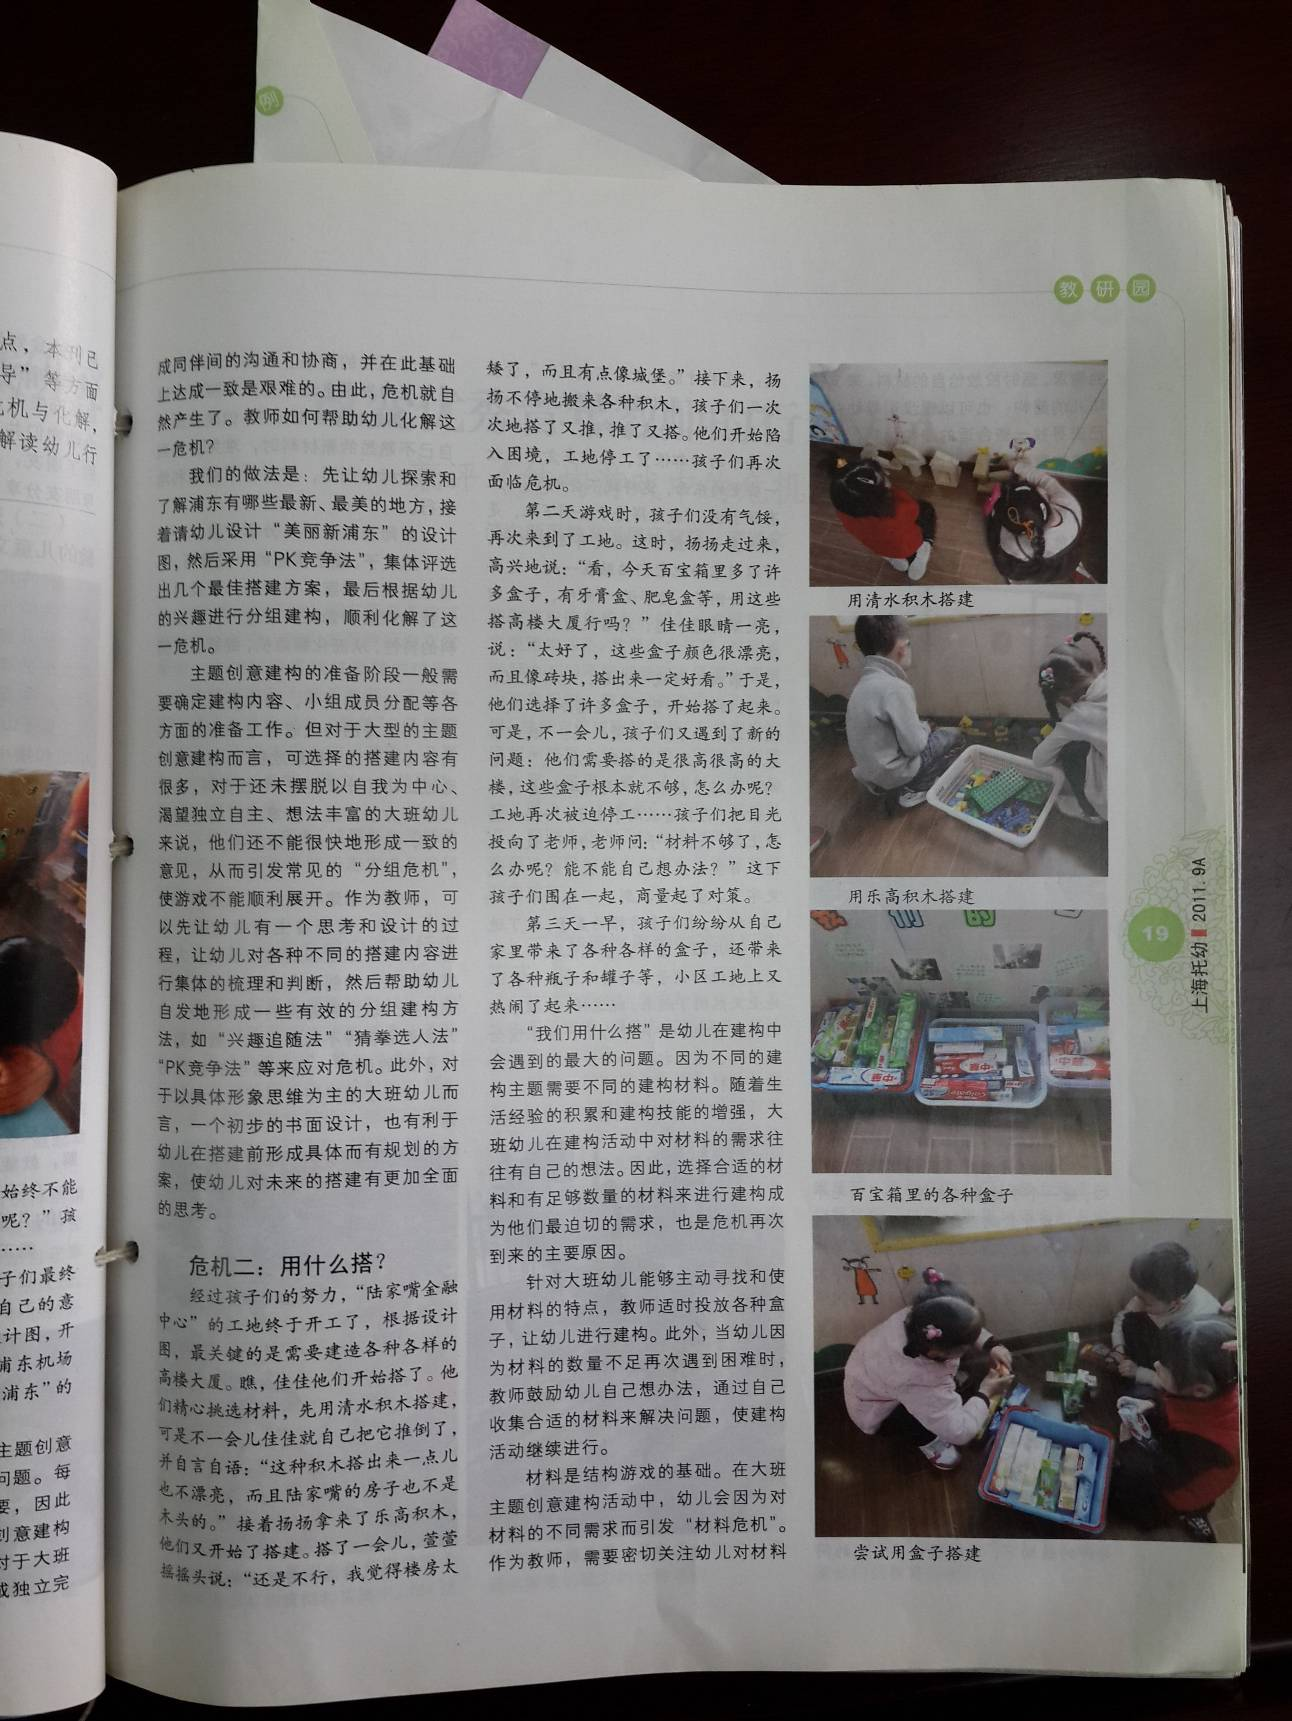 例
教研园
点，本刊已
导”等方面
机与化解，
解读幼儿行
始终不能
呢？”孩
……
子们最终
自己的意
计图，开
浦东机场
浦东”的
主题创意
问题。每
要，因此
创意建构
对于大班
成独立完
成同伴间的沟通和协商，并在此基础
上达成一致是艰难的。由此，危机就自
然产生了。教师如何帮助幼儿化解这
一危机？
我们的做法是：先让幼儿探索和
了解浦东有哪些最新、最美的地方，接
着请幼儿设计“美丽新浦东”的设计
图，然后采用“PK竞争法”，集体评选
出几个最佳搭建方案，最后根据幼儿
的兴趣进行分组建构，顺利化解了这
一危机。
主题创意建构的准备阶段一般需
要确定建构内容、小组成员分配等各
方面的准备工作。但对于大型的主题
创意建构而言，可选择的搭建内容有
很多，对于还未摆脱以自我为中心、
渴望独立自主、想法丰富的大班幼儿
来说，他们还不能很快地形成一致的
意见，从而引发常见的“分组危机”，
使游戏不能顺利展开。作为教师，可
以先让幼儿有一个思考和设计的过
程，让幼儿对各种不同的搭建内容进
行集体的梳理和判断，然后帮助幼儿
自发地形成一些有效的分组建构方
法，如“兴趣追随法”“猜拳选人法”
“PK竞争法”等来应对危机。此外，对
于以具体形象思维为主的大班幼儿而
言，一个初步的书面设计，也有利于
幼儿在搭建前形成具体而有规划的方
案，使幼儿对未来的搭建有更加全面
的思考。
危机二：用什么搭？
经过孩子们的努力，“陆家嘴金融
中心”的工地终于开工了，根据设计
图，最关键的是需要建造各种各样的
高楼大厦。瞧，佳佳他们开始搭了。他
们精心挑选材料，先用清水积木搭建，
可是不一会儿佳佳就自己把它推倒了，
并自言自语：“这种积木搭出来一点儿
也不漂亮，而且陆家嘴的房子也不是
木头的。”接着扬扬拿来了乐高积木，
他们又开始了搭建。搭了一会儿，萱萱
摇摇头说：“还是不行，我觉得楼房太
矮了，而且有点像城堡。”接下来，扬
扬不停地搬来各种积木，孩子们一次
次地搭了又推，推了又搭。他们开始陷
入困境，工地停工了……孩子们再次
面临危机。
第二天游戏时，孩子们没有气馁，
再次来到了工地。这时，扬扬走过来，
高兴地说：“看，今天百宝箱里多了许
多盒子，有牙膏盒、肥皂盒等，用这些
搭高楼大厦行吗？”佳佳眼睛一亮，
说：“太好了，这些盒子颜色很漂亮，
而且像砖块，搭出来一定好看。”于是，
他们选择了许多盒子，开始搭了起来。
可是，不一会儿，孩子们又遇到了新的
问题：他们需要搭的是很高很高的大
楼，这些盒子根本就不够，怎么办呢？
工地再次被迫停工……孩子们把目光
投向了老师，老师问：“材料不够了，怎
么办呢？能不能自己想办法？”这下
孩子们围在一起，商量起了对策。
第三天一早，孩子们纷纷从自己
家里带来了各种各样的盒子，还带来
了各种瓶子和罐子等，小区工地上又
热闹了起来……
“我们用什么搭”是幼儿在建构中
会遇到的最大的问题。因为不同的建
构主题需要不同的建构材料。随着生
活经验的积累和建构技能的增强，大
班幼儿在建构活动中对材料的需求往
往有自己的想法。因此，选择合适的材
料和有足够数量的材料来进行建构成
为他们最迫切的需求，也是危机再次
到来的主要原因。
针对大班幼儿能够主动寻找和使
用材料的特点，教师适时投放各种盒
子，让幼儿进行建构。此外，当幼儿因
为材料的数量不足再次遇到困难时，
教师鼓励幼儿自己想办法，通过自己
收集合适的材料来解决问题，使建构
活动继续进行。
材料是结构游戏的基础。在大班
主题创意建构活动中，幼儿会因为对
材料的不同需求而引发“材料危机”。
作为教师，需要密切关注幼儿对材料
用清水积木搭建
用乐高积木搭建
百宝箱里的各种盒子
尝试用盒子搭建
19
上海托幼 2011.9A